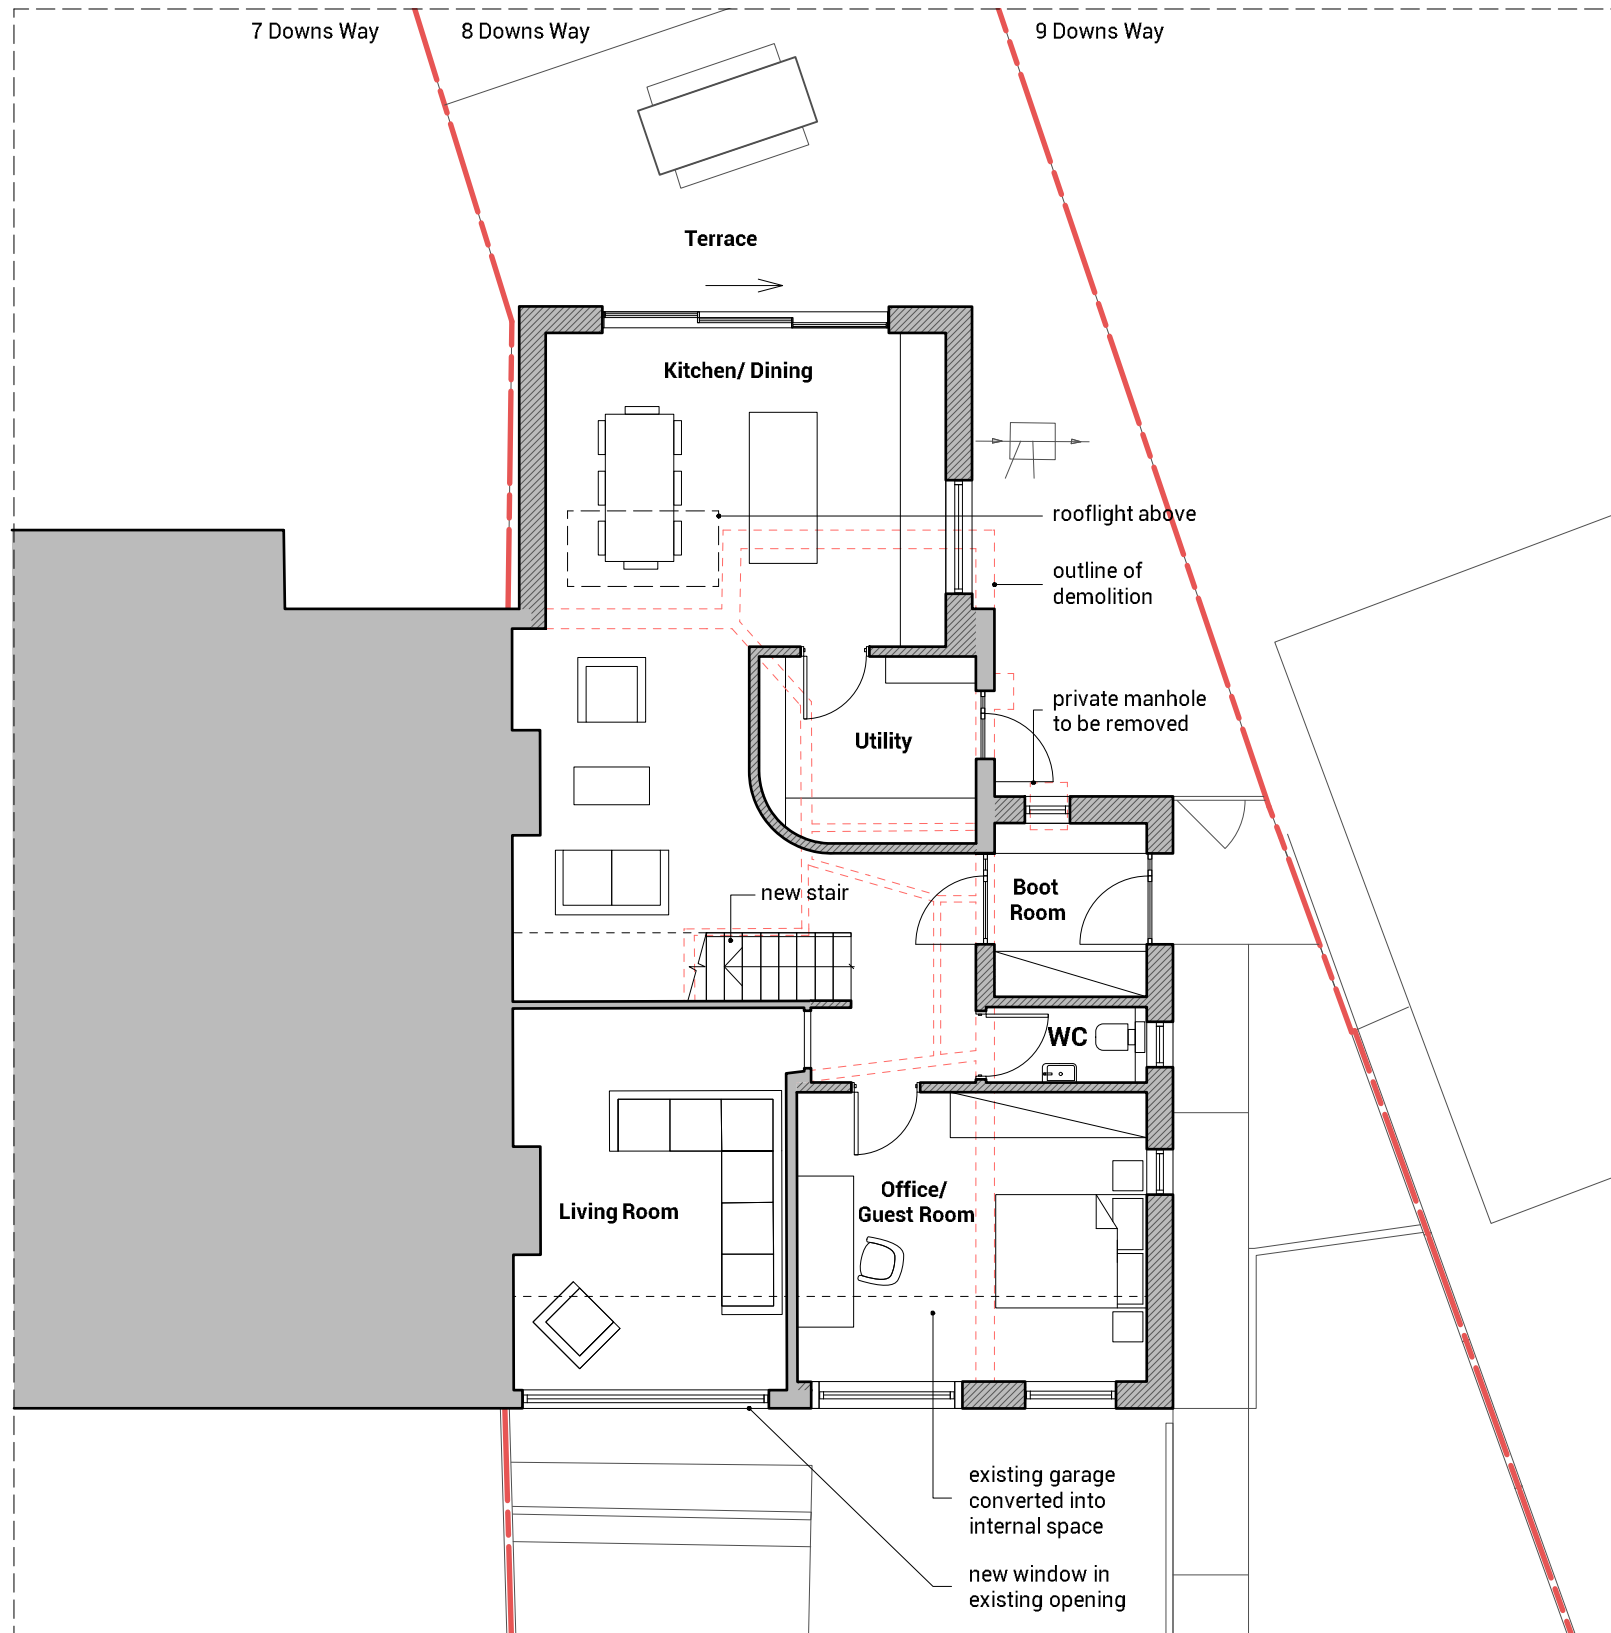 7 Downs Way
8 Downs Way
9 Downs Way
Terrace
Kitchen/ Dining
rooflight above
outline of
demolition
private manhole
to be removed
Utility
Boot
Room
new stair
WC
Office/
Guest Room
Living Room
existing garage
converted into
internal space
new window in
existing opening